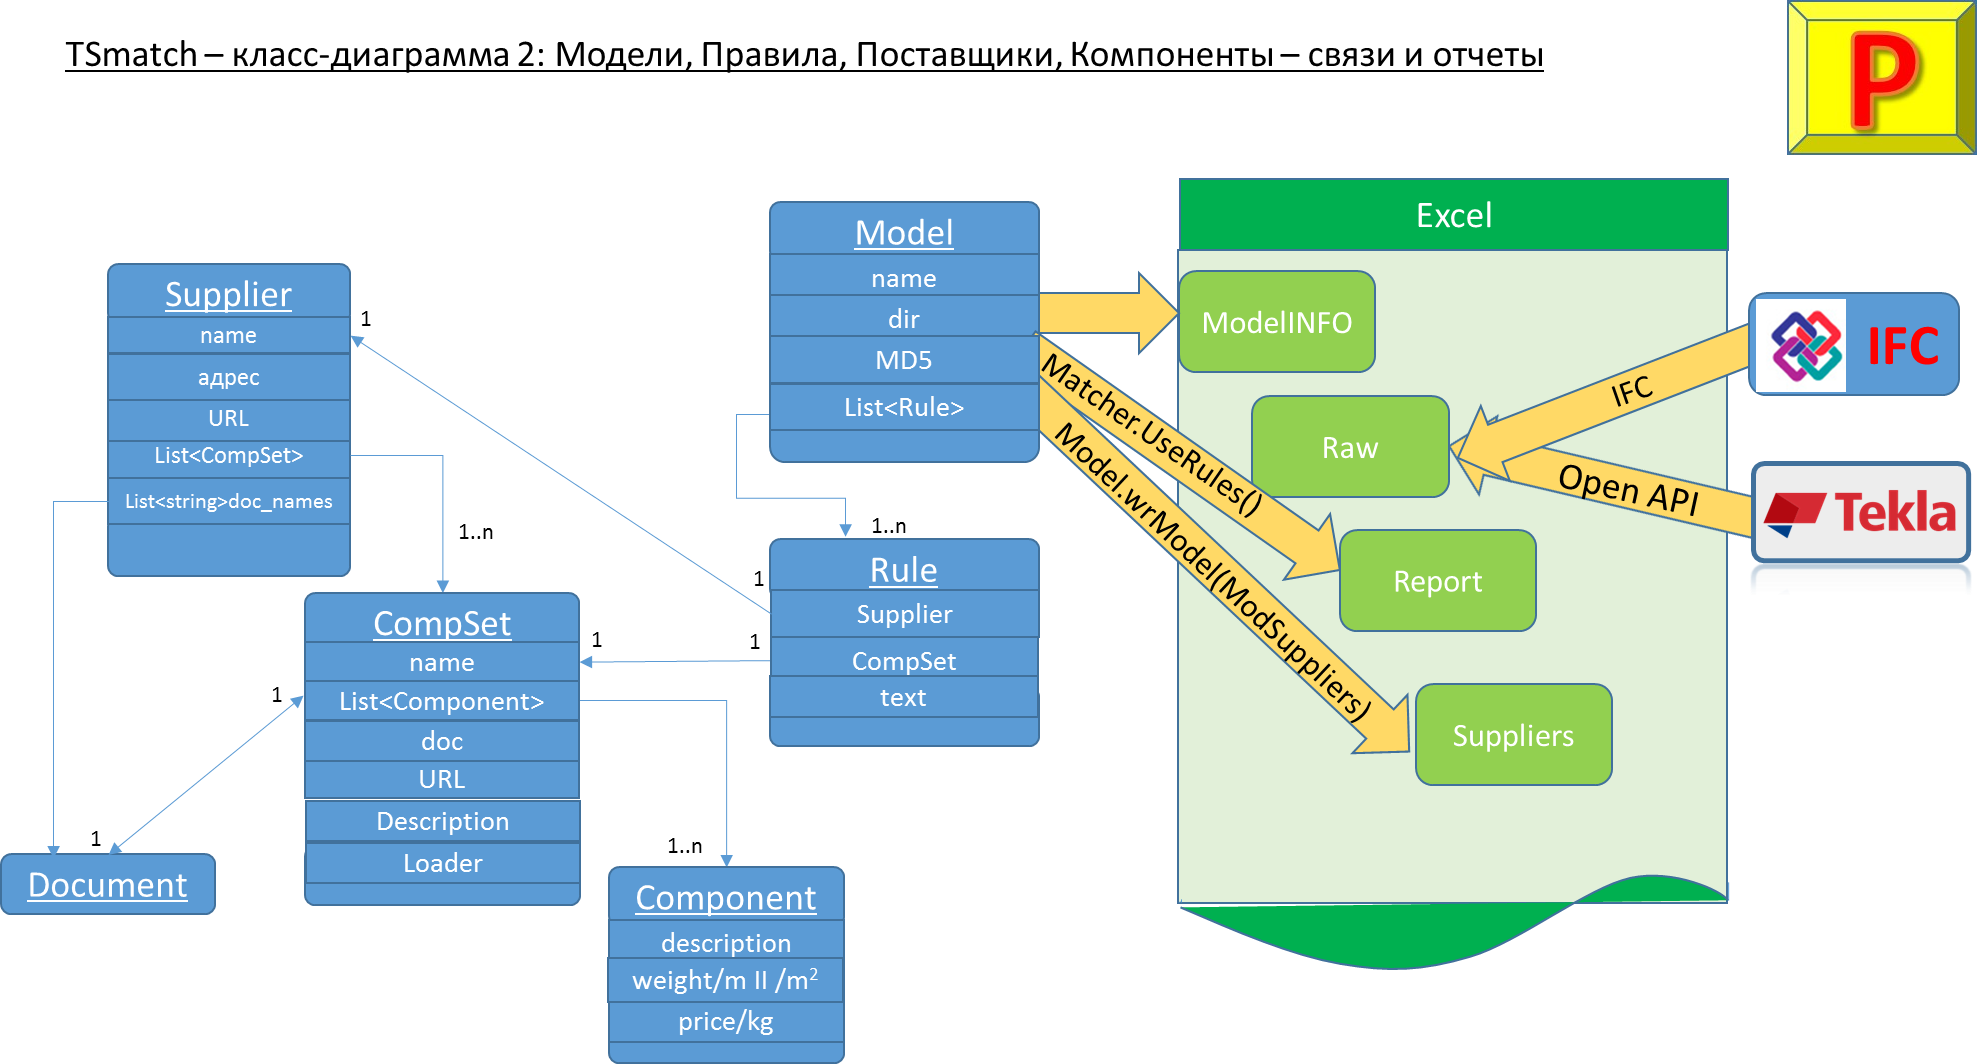 TSmatch – класс-диаграмма 2: Модели, Правила, Поставщики, Компоненты – связи и отчеты
P
Supplier
name
адрес
URL
List<CompSet>
List<string>doc_names
1
1..n
Model
name
dir
MD5
List<Rule>
1..n
Rule
Supplier
CompSet
text
1
1
1
CompSet
name
List<Component>
doc
URL
Description
Loader
1
1
Document
1..n
Component
description
weight/m II /m²
price/kg
Excel
ModelINFO
Raw
Report
Suppliers
Matcher.UseRules()
Model.wrModel(ModSuppliers)
IFC
Open API
IFC
Tekla